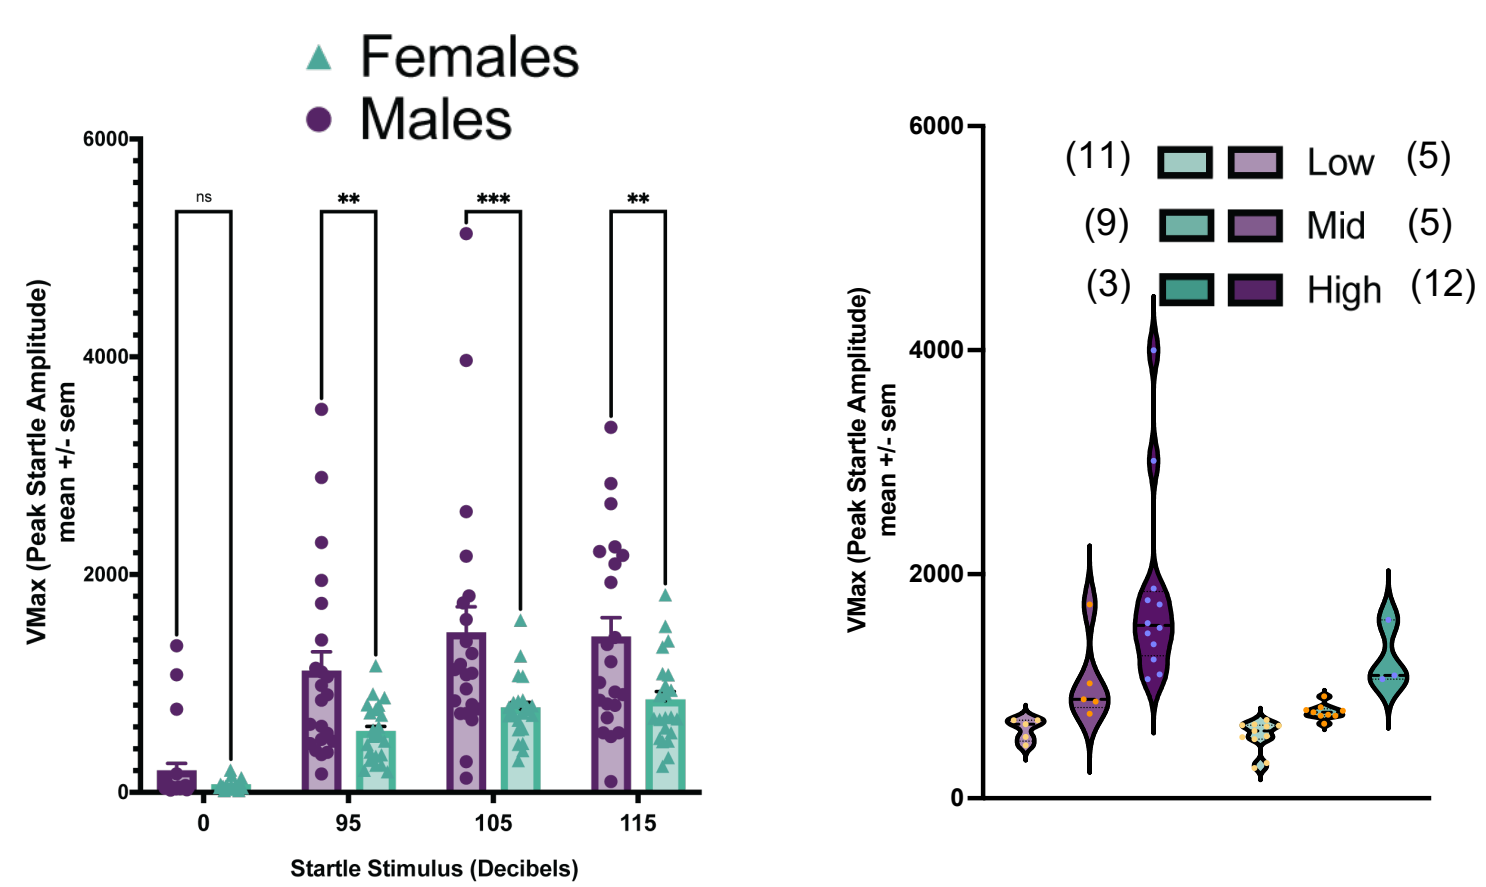 Females
Males
6000
4000
2000
0
VMax (Peak Startle Amplitude)
mean +/- sem
ns
**
***
**
0
95
105
115
Startle Stimulus (Decibels)
6000
4000
2000
0
VMax (Peak Startle Amplitude)
mean +/- sem
(11) Low (5)
(9) Mid (5)
(3) High (12)